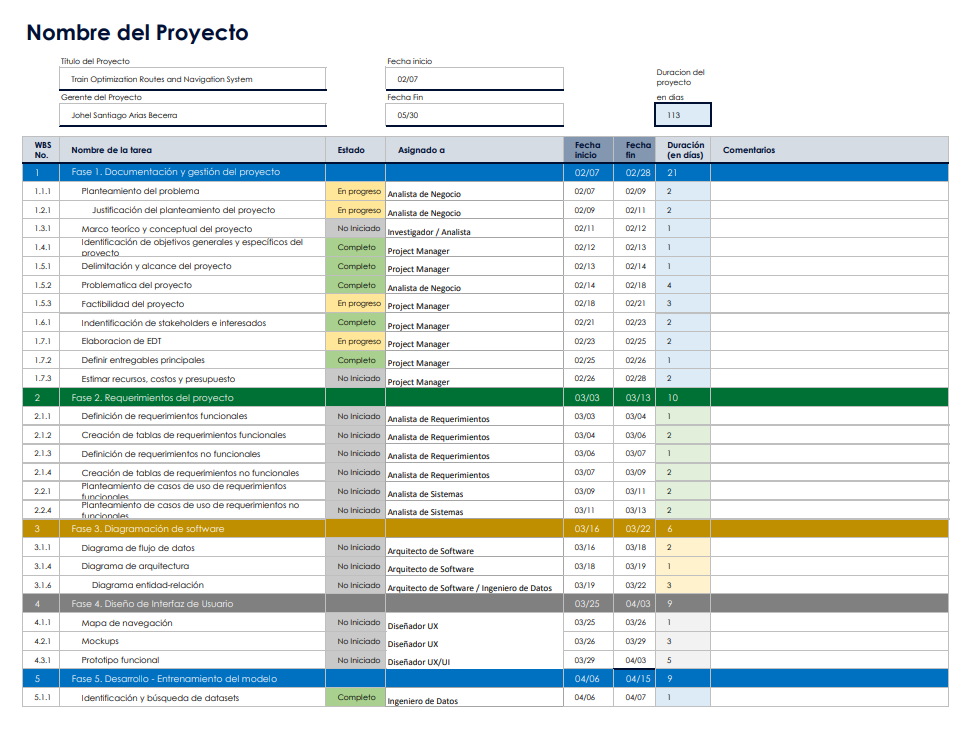 Nombre del Proyecto
Título del Proyecto Fecha inicio
Train Optimization Routes and Navigation System 02/07 Duracion del proyecto
Gerente del Proyecto Fecha Fin en dias
Johel Santiago Arias Becerra 05/30 113
WBS No. Nombre de la tarea Estado Asignado a Fecha inicio Fecha fin Duración (en días) Comentarios
1 Fase 1. Documentación y gestión del proyecto 02/07 02/28 21
1.1.1 Planteamiento del problema En progreso Analista de Negocio 02/07 02/09 2
1.2.1 Justificación del planteamiento del proyecto En progreso Analista de Negocio 02/09 02/11 2
1.3.1 Marco teorico y conceptual del proyecto No Iniciado Investigador / Analista 02/11 02/12 1
1.4.1 Identificación de objetivos generales y específicos del proyecto Completo Project Manager 02/12 02/13 1
1.5.1 Delimitación y alcance del proyecto Completo Project Manager 02/13 02/14 1
1.5.2 Problematica del proyecto Completo Analista de Negocio 02/14 02/18 4
1.5.3 Factibilidad del proyecto En progreso Project Manager 02/18 02/21 3
1.6.1 Indentificación de stakeholders e interesados Completo Project Manager 02/21 02/23 2
1.7.1 Elaboracion de EDT En progreso Project Manager 02/23 02/25 2
1.7.2 Definir entregables principales Completo Project Manager 02/25 02/26 1
1.7.3 Estimar recursos, costos y presupuesto No Iniciado Project Manager 02/26 02/28 2
2 Fase 2, Requerimientos del proyecto 03/03 03/13 10
2.1.1 Definición de requerimientos funcionales No Iniciado Analista de Requerimientos 03/03 03/04 1
2.1.2 Creación de tablas de requerimientos funcionales No Iniciado Analista de Requerimientos 03/04 03/06 2
2.1.3 Definición de requerimientos no funcionales No Iniciado Analista de Requerimientos 03/06 03/07 1
2.1.4 Creación de tablas de requerimientos no funcionales No Iniciado Analista de Requerimientos 03/07 03/09 2
2.2.1 Planteamiento de casos de uso de requerimientos funcionales No Iniciado Analista de Sistemas 03/09 03/11 2
2.2.4 Planteamiento de casos de uso de requerimientos no funcionales No Iniciado Analista de Sistemas 03/11 03/13 2
3 Fase 3. Diagramación de software 03/16 03/22 6
3.1.1 Diagrama de flujo de datos No Iniciado Arquitecto de Software 03/16 03/18 2
3.1.4 Diagrama de arquitectura No Iniciado Arquitecto de Software 03/18 03/19 1
3.1.6 Diagrama entidad-relación No Iniciado Arquitecto de Software / Ingeniero de Datos 03/19 03/22 3
4 Fase 4. Diseño de Interfaz de Usuario 03/25 04/03 9
4.1.1 Mapa de navegación No Iniciado Diseñador UX 03/25 03/26 1
4.2.1 Mockups No Iniciado Diseñador UX 03/26 03/29 3
4.3.1 Prototipo funcional No Iniciado Diseñador UX/UI 03/29 04/03 5
5 Fase 5. Desarrollo - Entrenamiento del modelo 04/06 04/15 9
5.1.1 Identificación y búsqueda de datasets Completo Ingeniero de Datos 04/06 04/07 1